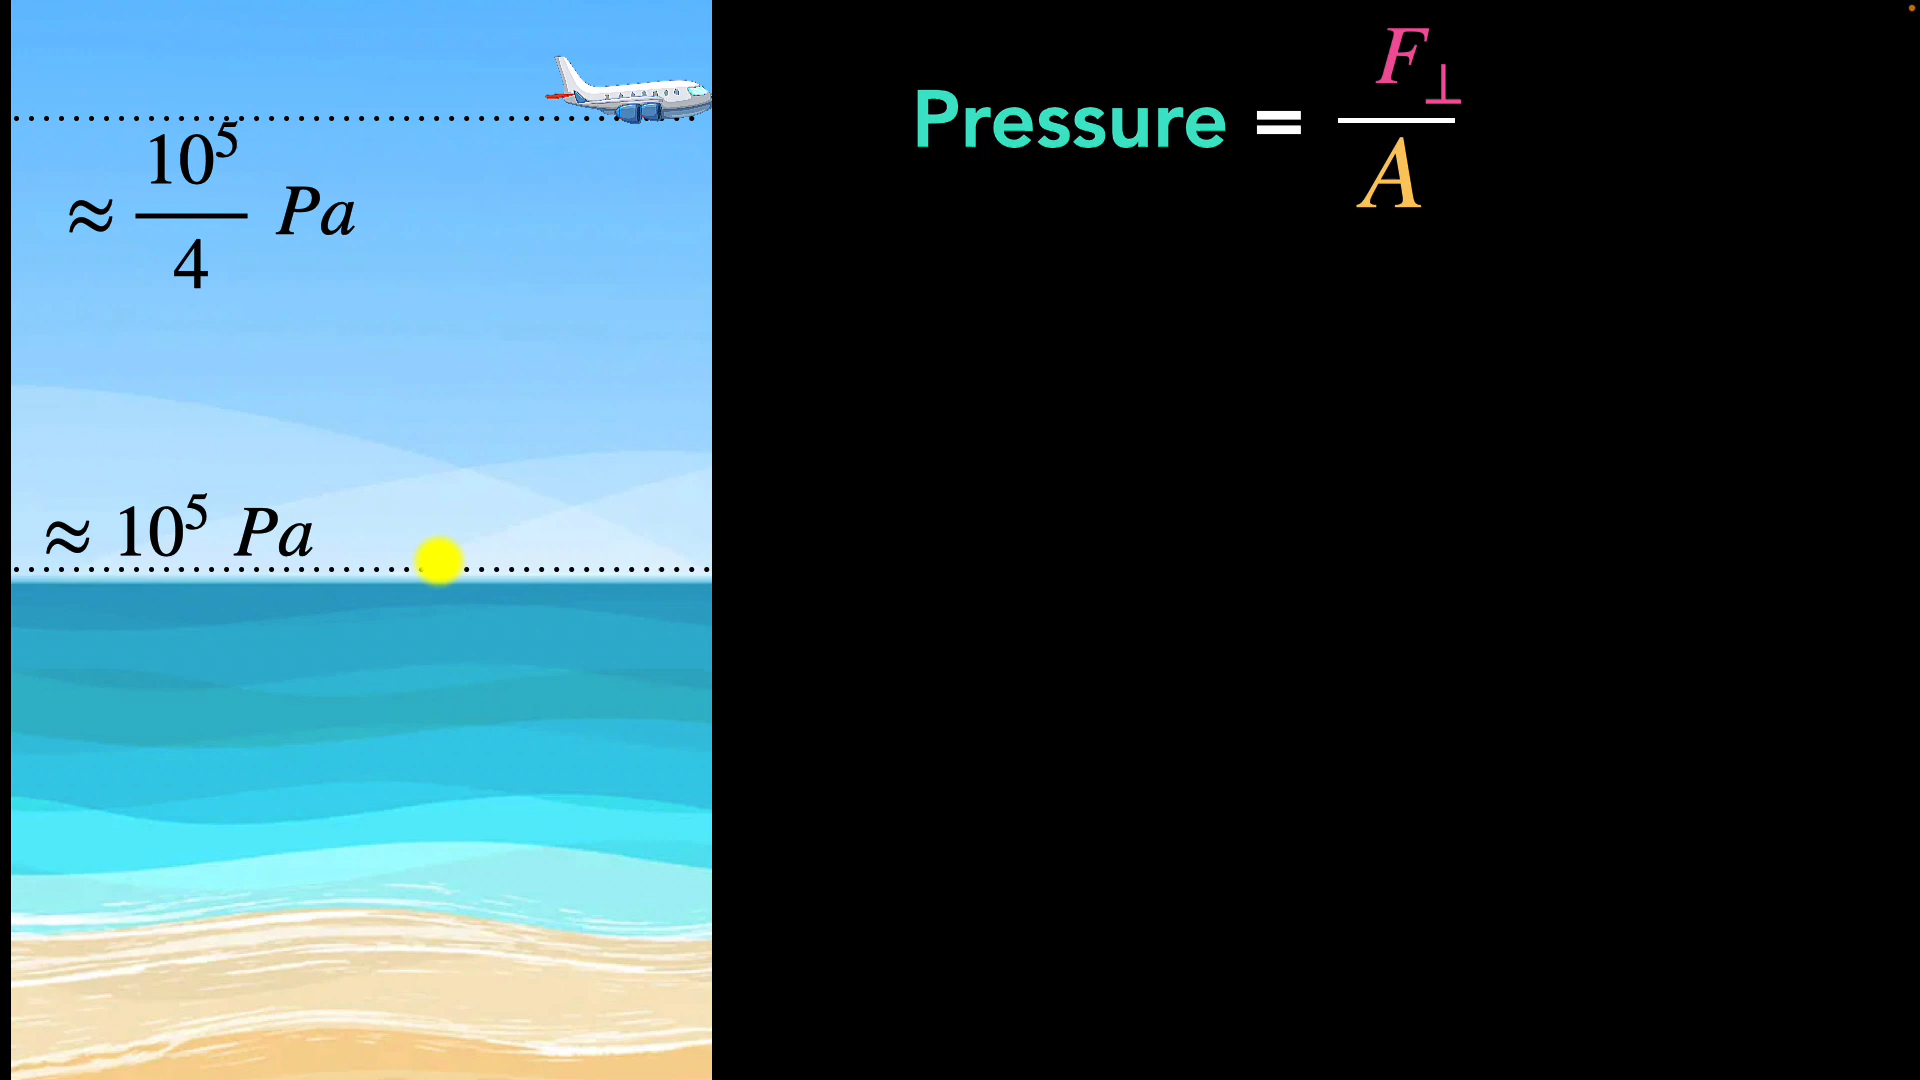 ≈ 10⁵/4 Pa
≈ 10⁵ Pa
Pressure = F⊥/A